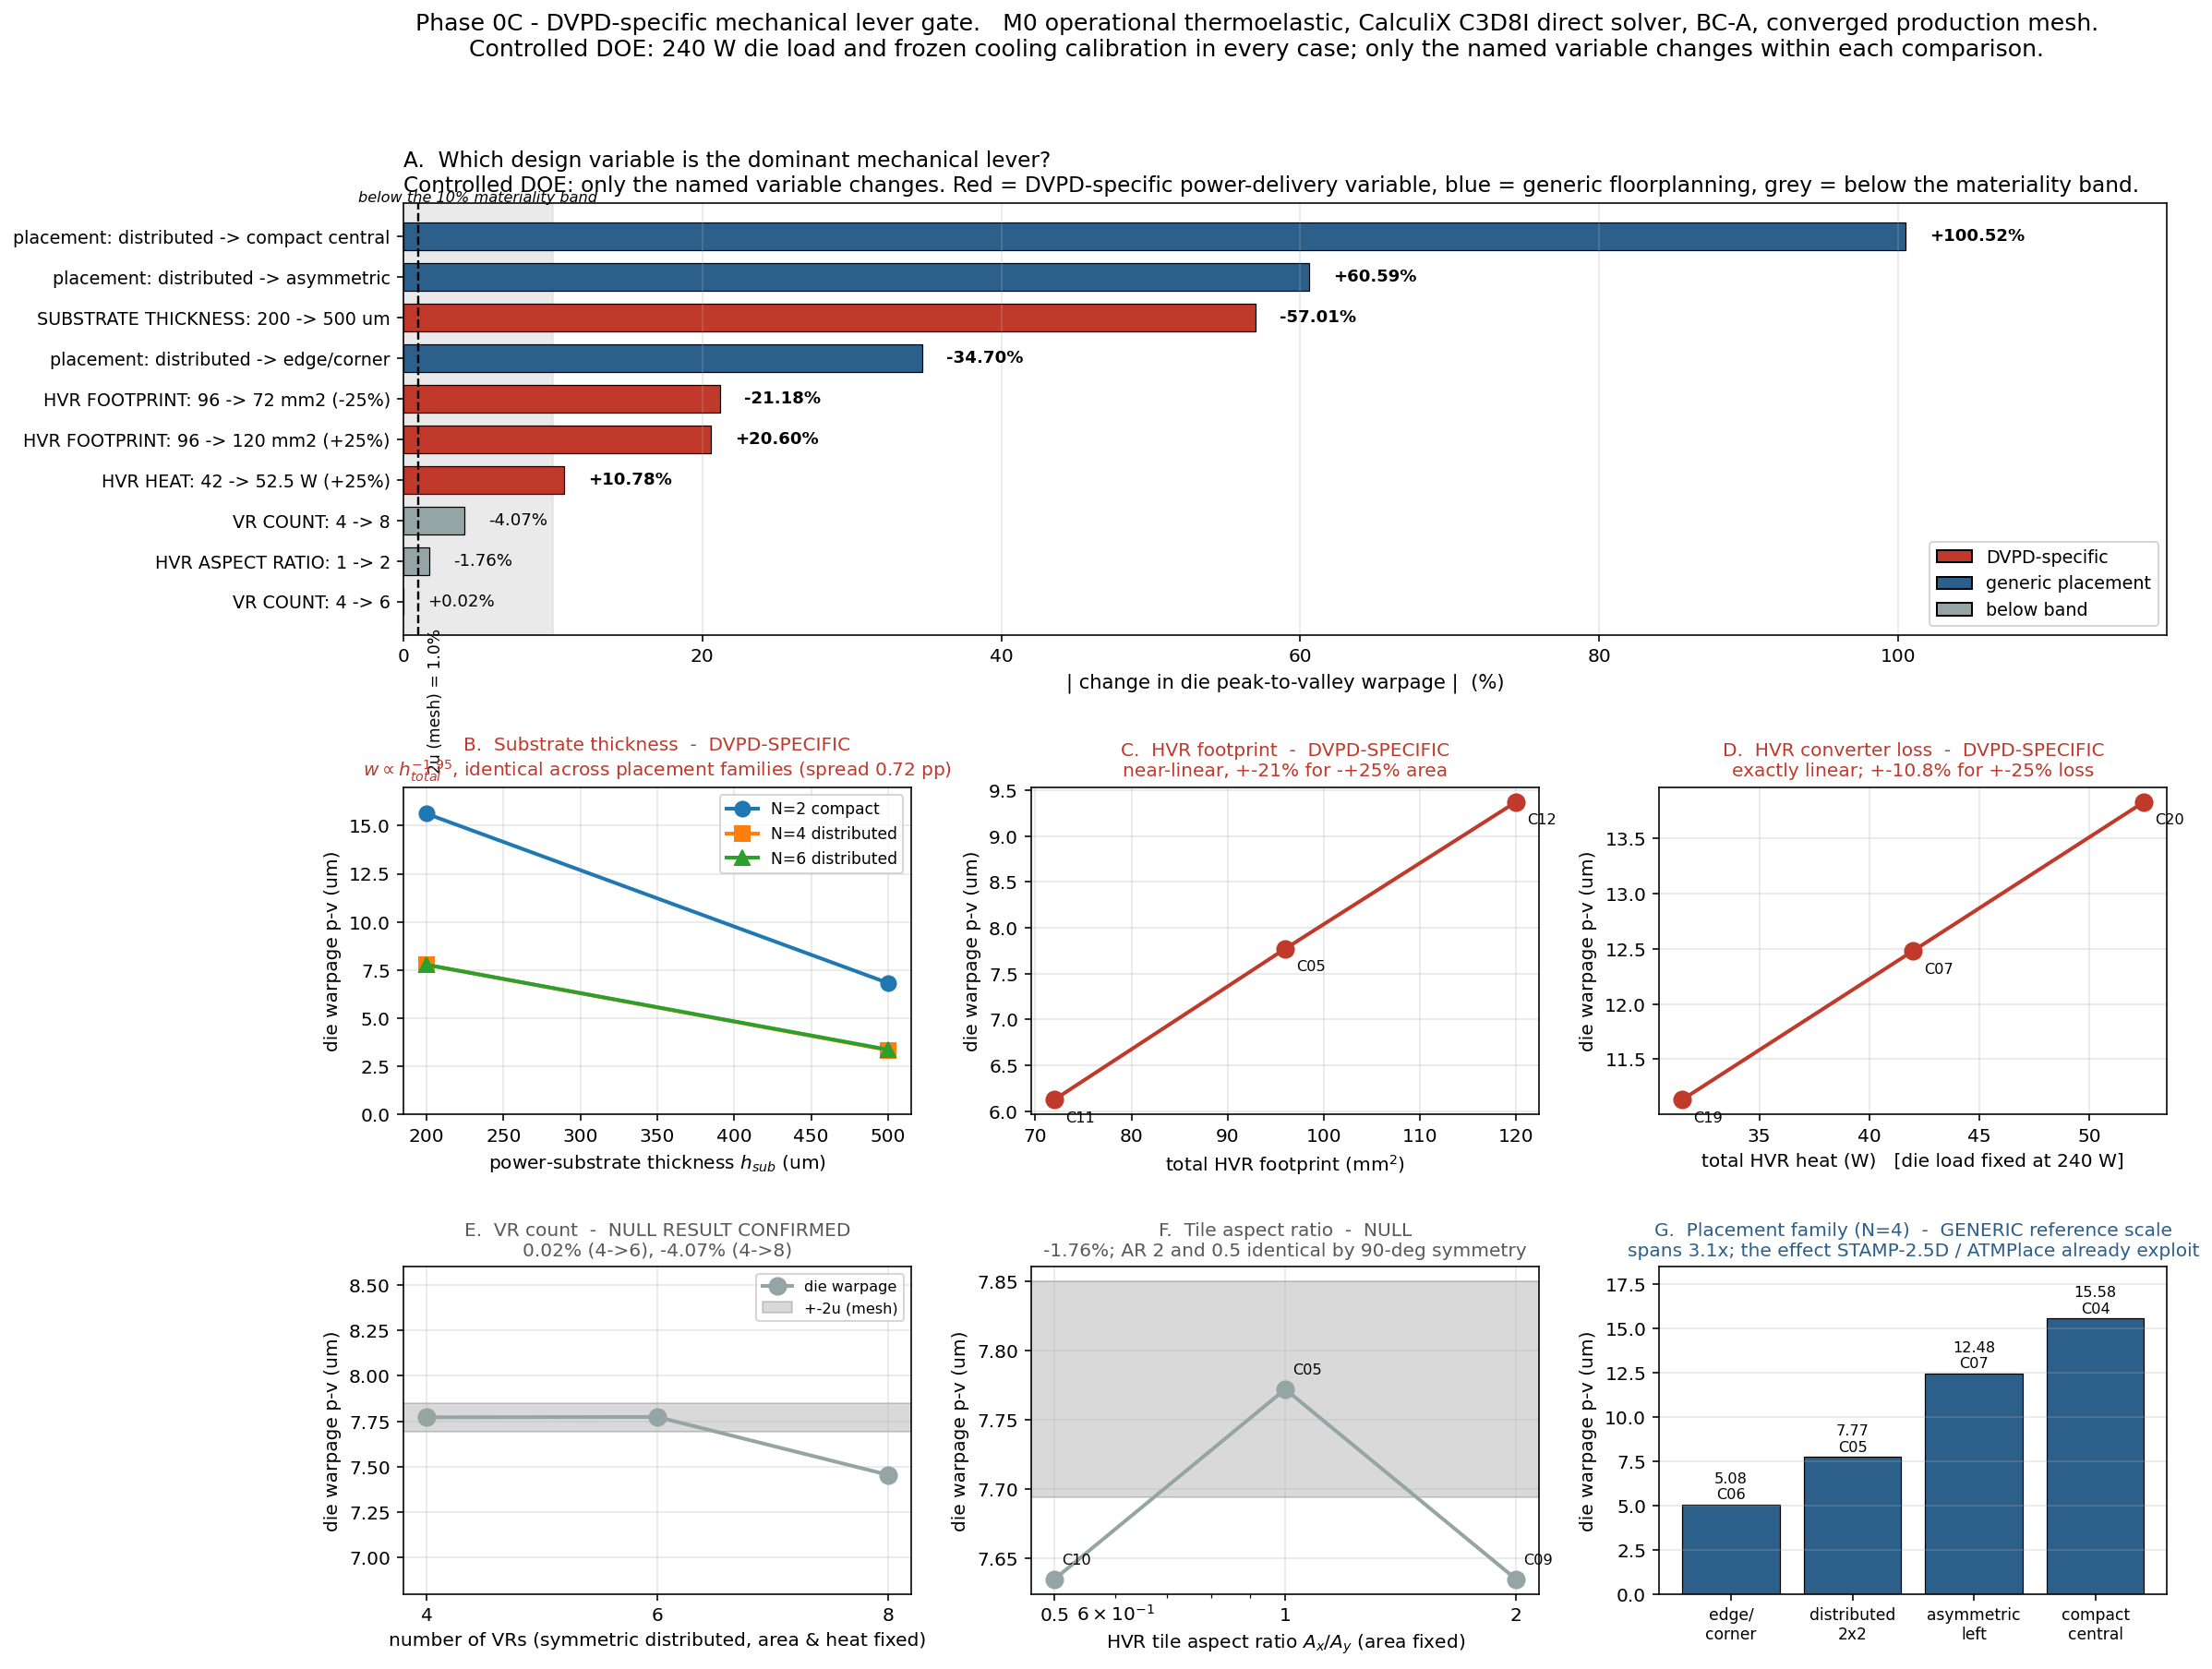 Phase 0C - DVPD-specific mechanical lever gate.   M0 operational thermoelastic, CalculiX C3D8I direct solver, BC-A, converged production mesh.
Controlled DOE: 240 W die load and frozen cooling calibration in every case; only the named variable changes within each comparison.
A.  Which design variable is the dominant mechanical lever?
Controlled DOE: only the named variable changes. Red = DVPD-specific power-delivery variable, blue = generic floorplanning, grey = below the materiality band.
below the 10% materiality band
placement: distributed -> compact central
+100.52%
placement: distributed -> asymmetric
+60.59%
SUBSTRATE THICKNESS: 200 -> 500 um
-57.01%
placement: distributed -> edge/corner
-34.70%
HVR FOOTPRINT: 96 -> 72 mm2 (-25%)
-21.18%
HVR FOOTPRINT: 96 -> 120 mm2 (+25%)
+20.60%
HVR HEAT: 42 -> 52.5 W (+25%)
+10.78%
VR COUNT: 4 -> 8
-4.07%
HVR ASPECT RATIO: 1 -> 2
-1.76%
VR COUNT: 4 -> 6
+0.02%
DVPD-specific
generic placement
below band
0 20 40 60 80 100
| change in die peak-to-valley warpage |  (%)
2u (mesh) = 1.0%
B.  Substrate thickness  -  DVPD-SPECIFIC
w ∝ h_total^−1.95, identical across placement families (spread 0.72 pp)
N=2 compact
N=4 distributed
N=6 distributed
die warpage p-v (um)
15.0
12.5
10.0
7.5
5.0
2.5
0.0
200 250 300 350 400 450 500
power-substrate thickness h_sub (um)
C.  HVR footprint  -  DVPD-SPECIFIC
near-linear, +-21% for -+25% area
die warpage p-v (um)
9.5
9.0
8.5
8.0
7.5
7.0
6.5
6.0
C12
C05
C11
70 80 90 100 110 120
total HVR footprint (mm²)
D.  HVR converter loss  -  DVPD-SPECIFIC
exactly linear; +-10.8% for +-25% loss
die warpage p-v (um)
13.5
13.0
12.5
12.0
11.5
C20
C07
C19
35 40 45 50
total HVR heat (W)   [die load fixed at 240 W]
E.  VR count  -  NULL RESULT CONFIRMED
0.02% (4->6), -4.07% (4->8)
die warpage
+-2u (mesh)
die warpage p-v (um)
8.50
8.25
8.00
7.75
7.50
7.25
7.00
4 6 8
number of VRs (symmetric distributed, area & heat fixed)
F.  Tile aspect ratio  -  NULL
-1.76%; AR 2 and 0.5 identical by 90-deg symmetry
die warpage p-v (um)
7.85
7.80
7.75
7.70
7.65
C05
C10
C09
0.5 6 × 10⁻¹ 1 2
HVR tile aspect ratio A_x/A_y (area fixed)
G.  Placement family (N=4)  -  GENERIC reference scale
spans 3.1x; the effect STAMP-2.5D / ATMPlace already exploit
die warpage p-v (um)
17.5
15.0
12.5
10.0
7.5
5.0
2.5
0.0
5.08
C06
7.77
C05
12.48
C07
15.58
C04
edge/
corner
distributed
2x2
asymmetric
left
compact
central